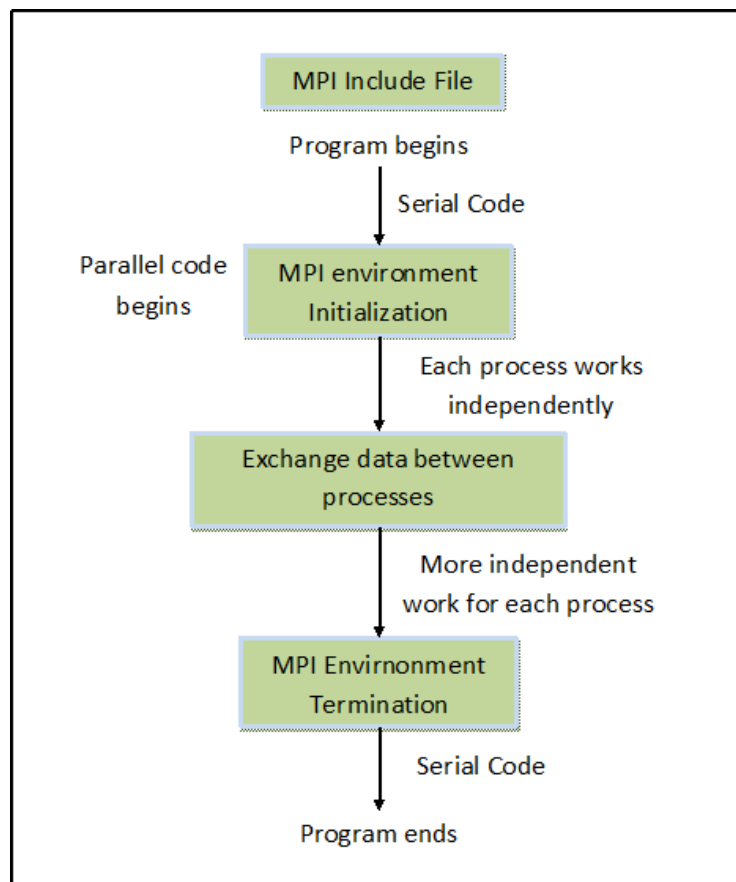 MPI Include File
Program begins
Serial Code
Parallel code
begins
MPI environment
Initialization
Each process works
independently
Exchange data between
processes
More independent
work for each process
MPI Envirnonment
Termination
Serial Code
Program ends